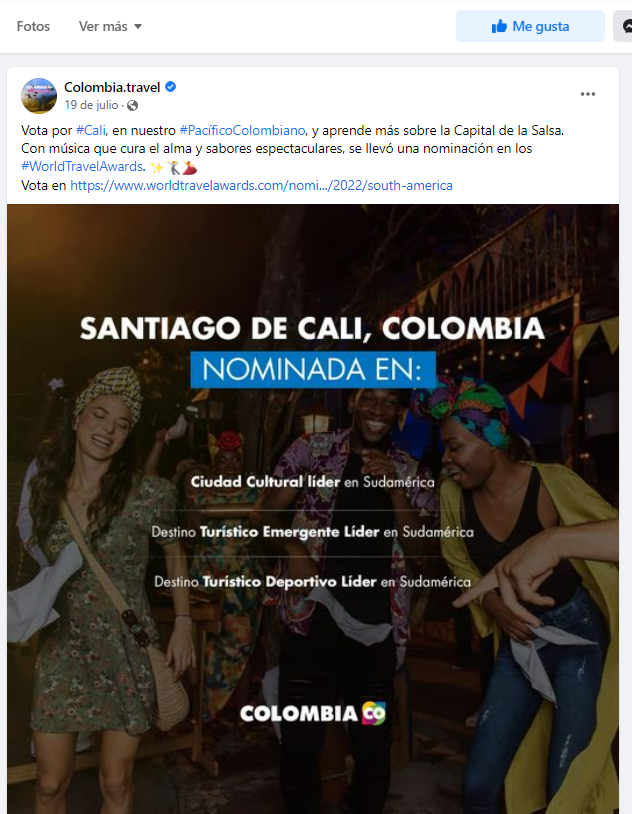 Fotos
Ver más
Me gusta
Colombia.travel
19 de julio ·
Vota por #Cali, en nuestro #PacíficoColombiano, y aprende más sobre la Capital de la Salsa.
Con música que cura el alma y sabores espectaculares, se llevó una nominación en los
#WorldTravelAwards. ✨
Vota en https://www.worldtravelawards.com/nomi.../2022/south-america
SANTIAGO DE CALI, COLOMBIA
NOMINADA EN:
Ciudad Cultural líder en Sudamérica
Destino Turístico Emergente Líder en Sudamérica
Destino Turístico Deportivo Líder en Sudamérica
COLOMBIA CO